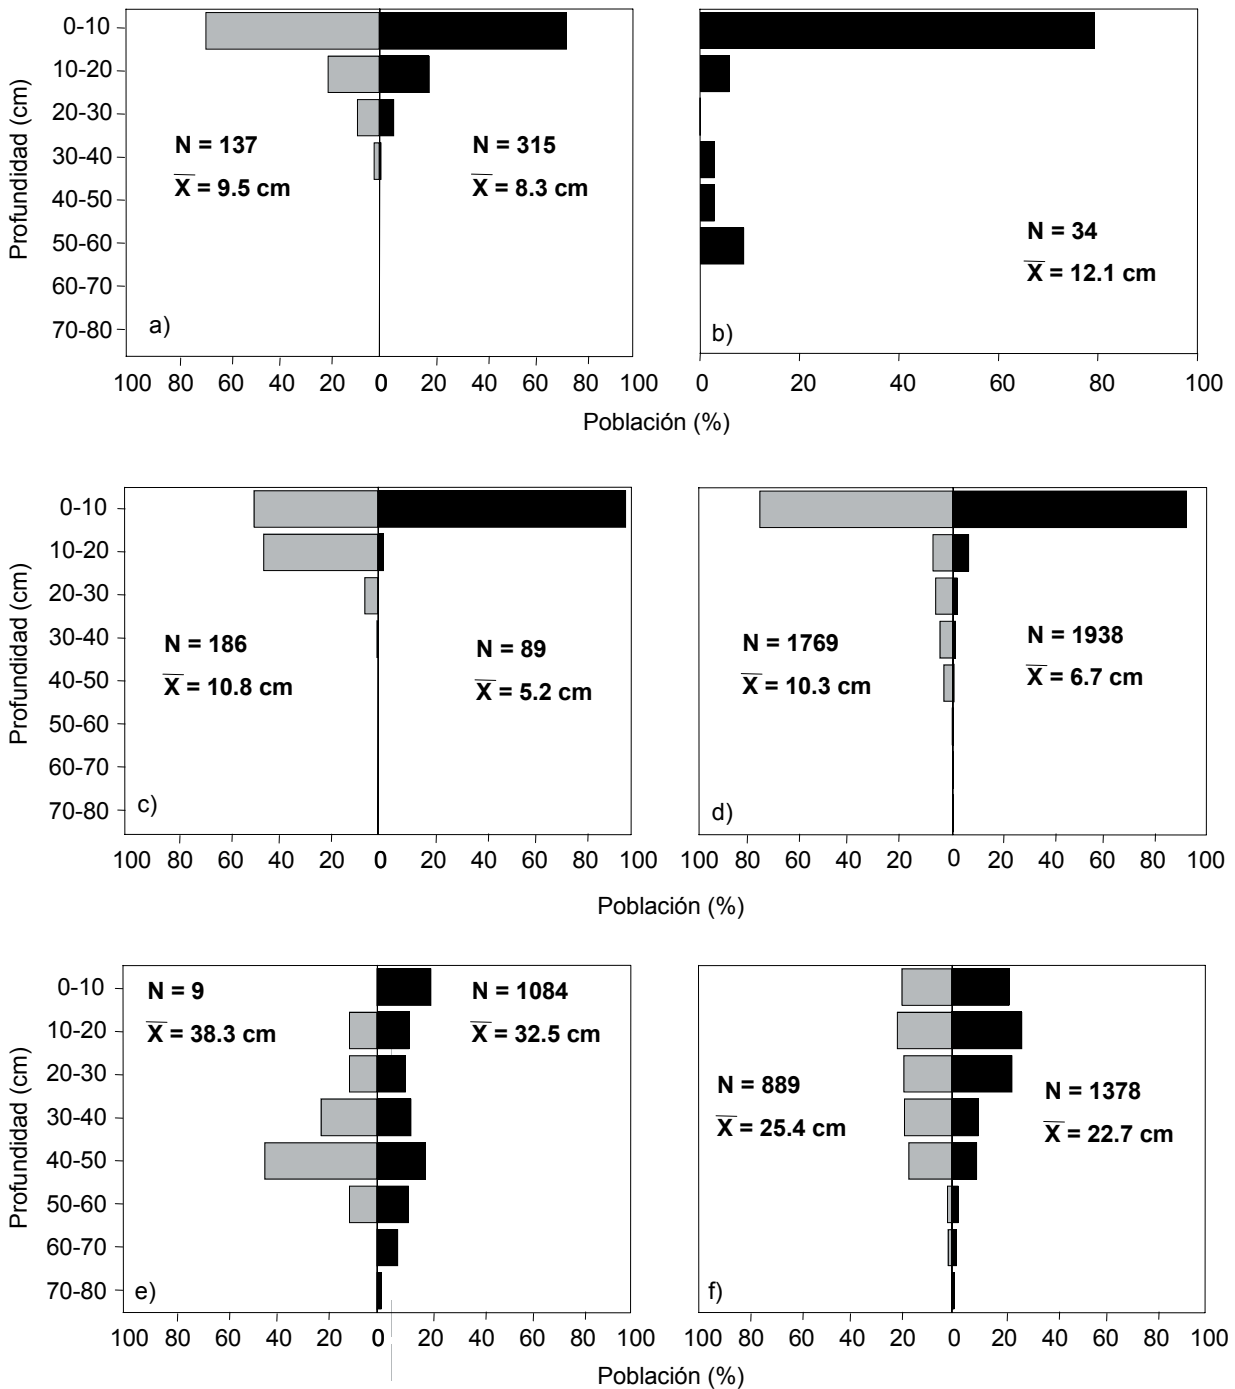 0-10
10-20
20-30
30-40
40-50
50-60
60-70
70-80
Profundidad (cm)
N = 137
X = 9.5 cm
N = 315
X = 8.3 cm
a)
100 80 60 40 20 0 20 40 60 80 100
N = 34
X = 12.1 cm
b)
0 20 40 60 80 100
Población (%)
0-10
10-20
20-30
30-40
40-50
50-60
60-70
70-80
Profundidad (cm)
N = 186
X = 10.8 cm
N = 89
X = 5.2 cm
c)
100 80 60 40 20 0 20 40 60 80 100
N = 1769
X = 10.3 cm
N = 1938
X = 6.7 cm
d)
100 80 60 40 20 0 20 40 60 80 100
Población (%)
0-10
10-20
20-30
30-40
40-50
50-60
60-70
70-80
Profundidad (cm)
N = 9
X = 38.3 cm
N = 1084
X = 32.5 cm
e)
100 80 60 40 20 0 20 40 60 80 100
N = 889
X = 25.4 cm
N = 1378
X = 22.7 cm
f)
100 80 60 40 20 0 20 40 60 80 100
Población (%)